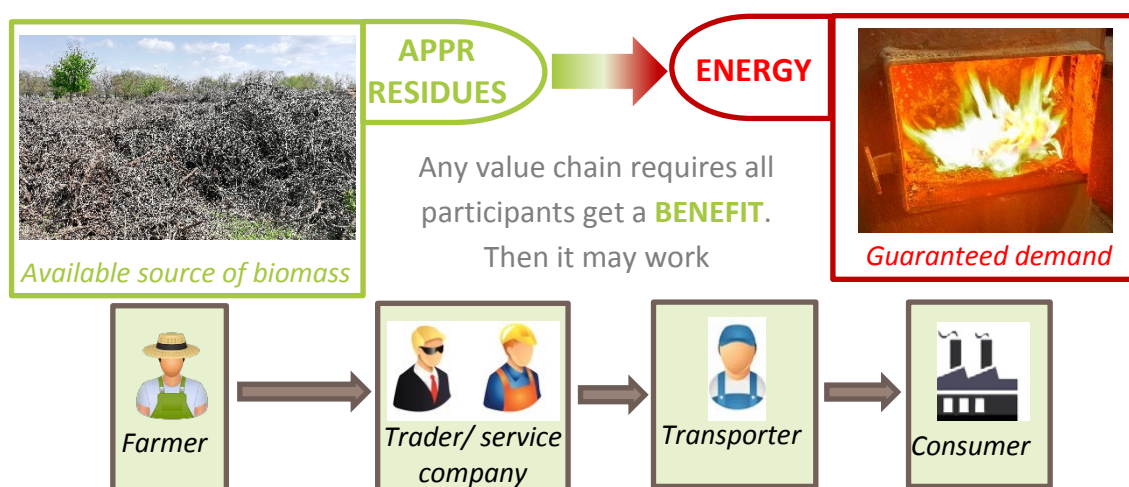 APPR
RESIDUES
ENERGY
Any value chain requires all
participants get a BENEFIT.
Then it may work
Available source of biomass
Guaranteed demand
Farmer
Trader/ service
company
Transporter
Consumer